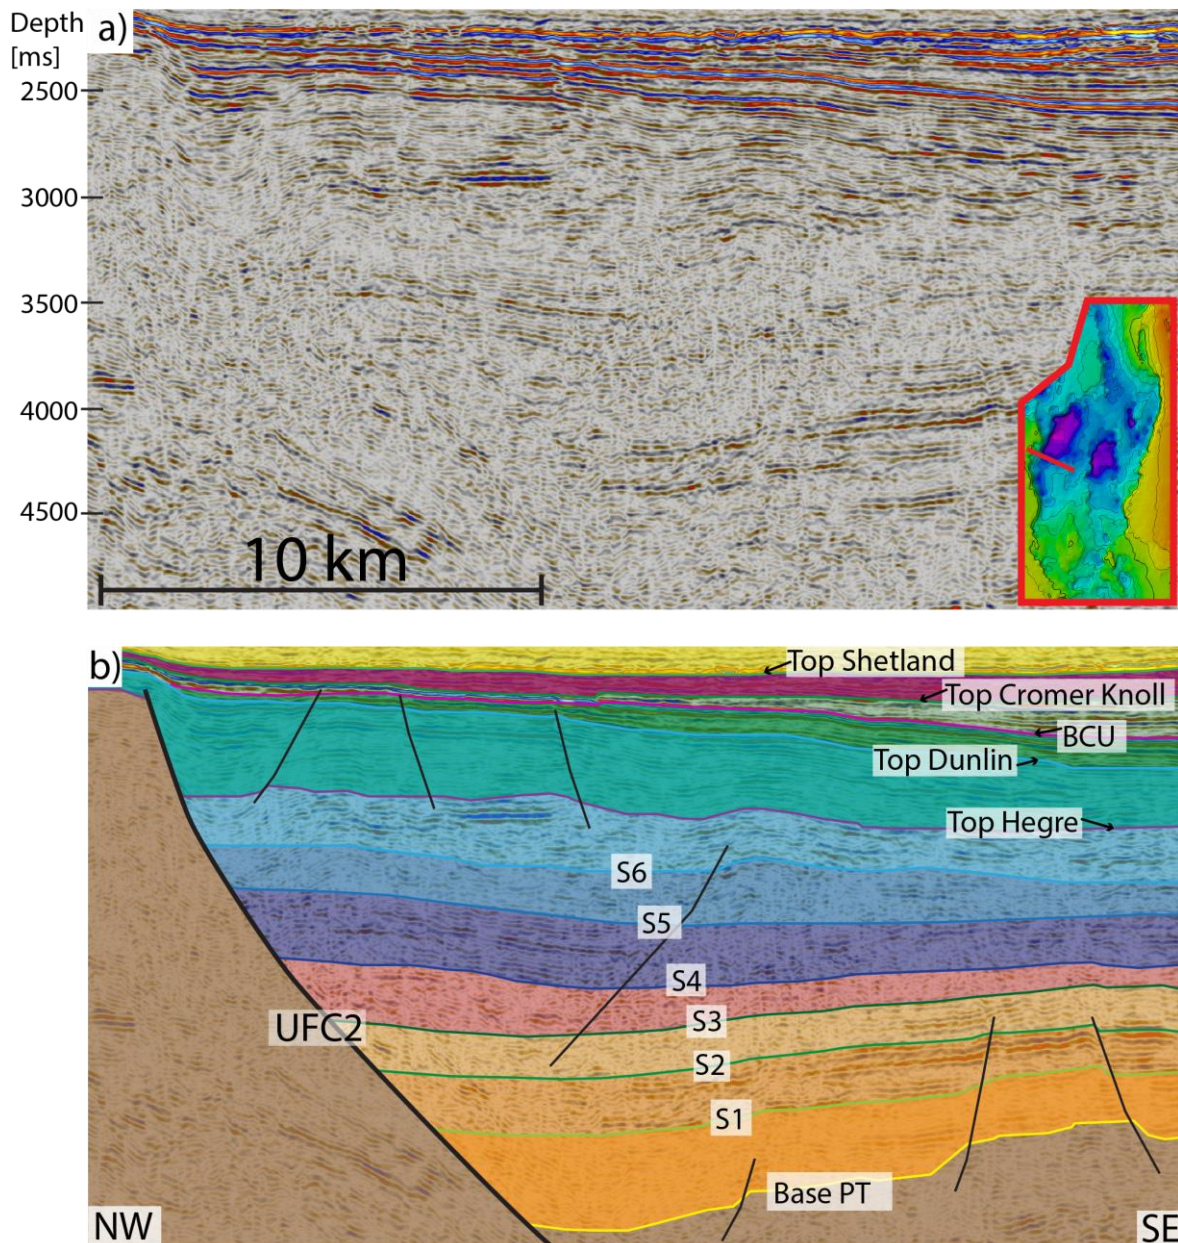 Depth
[ms]
a)
2500
3000
3500
4000
4500
10 km
b)
Top Shetland
Top Cromer Knoll
BCU
Top Dunlin
Top Hegre
S6
S5
S4
S3
UFC2
S2
S1
Base PT
NW
SE